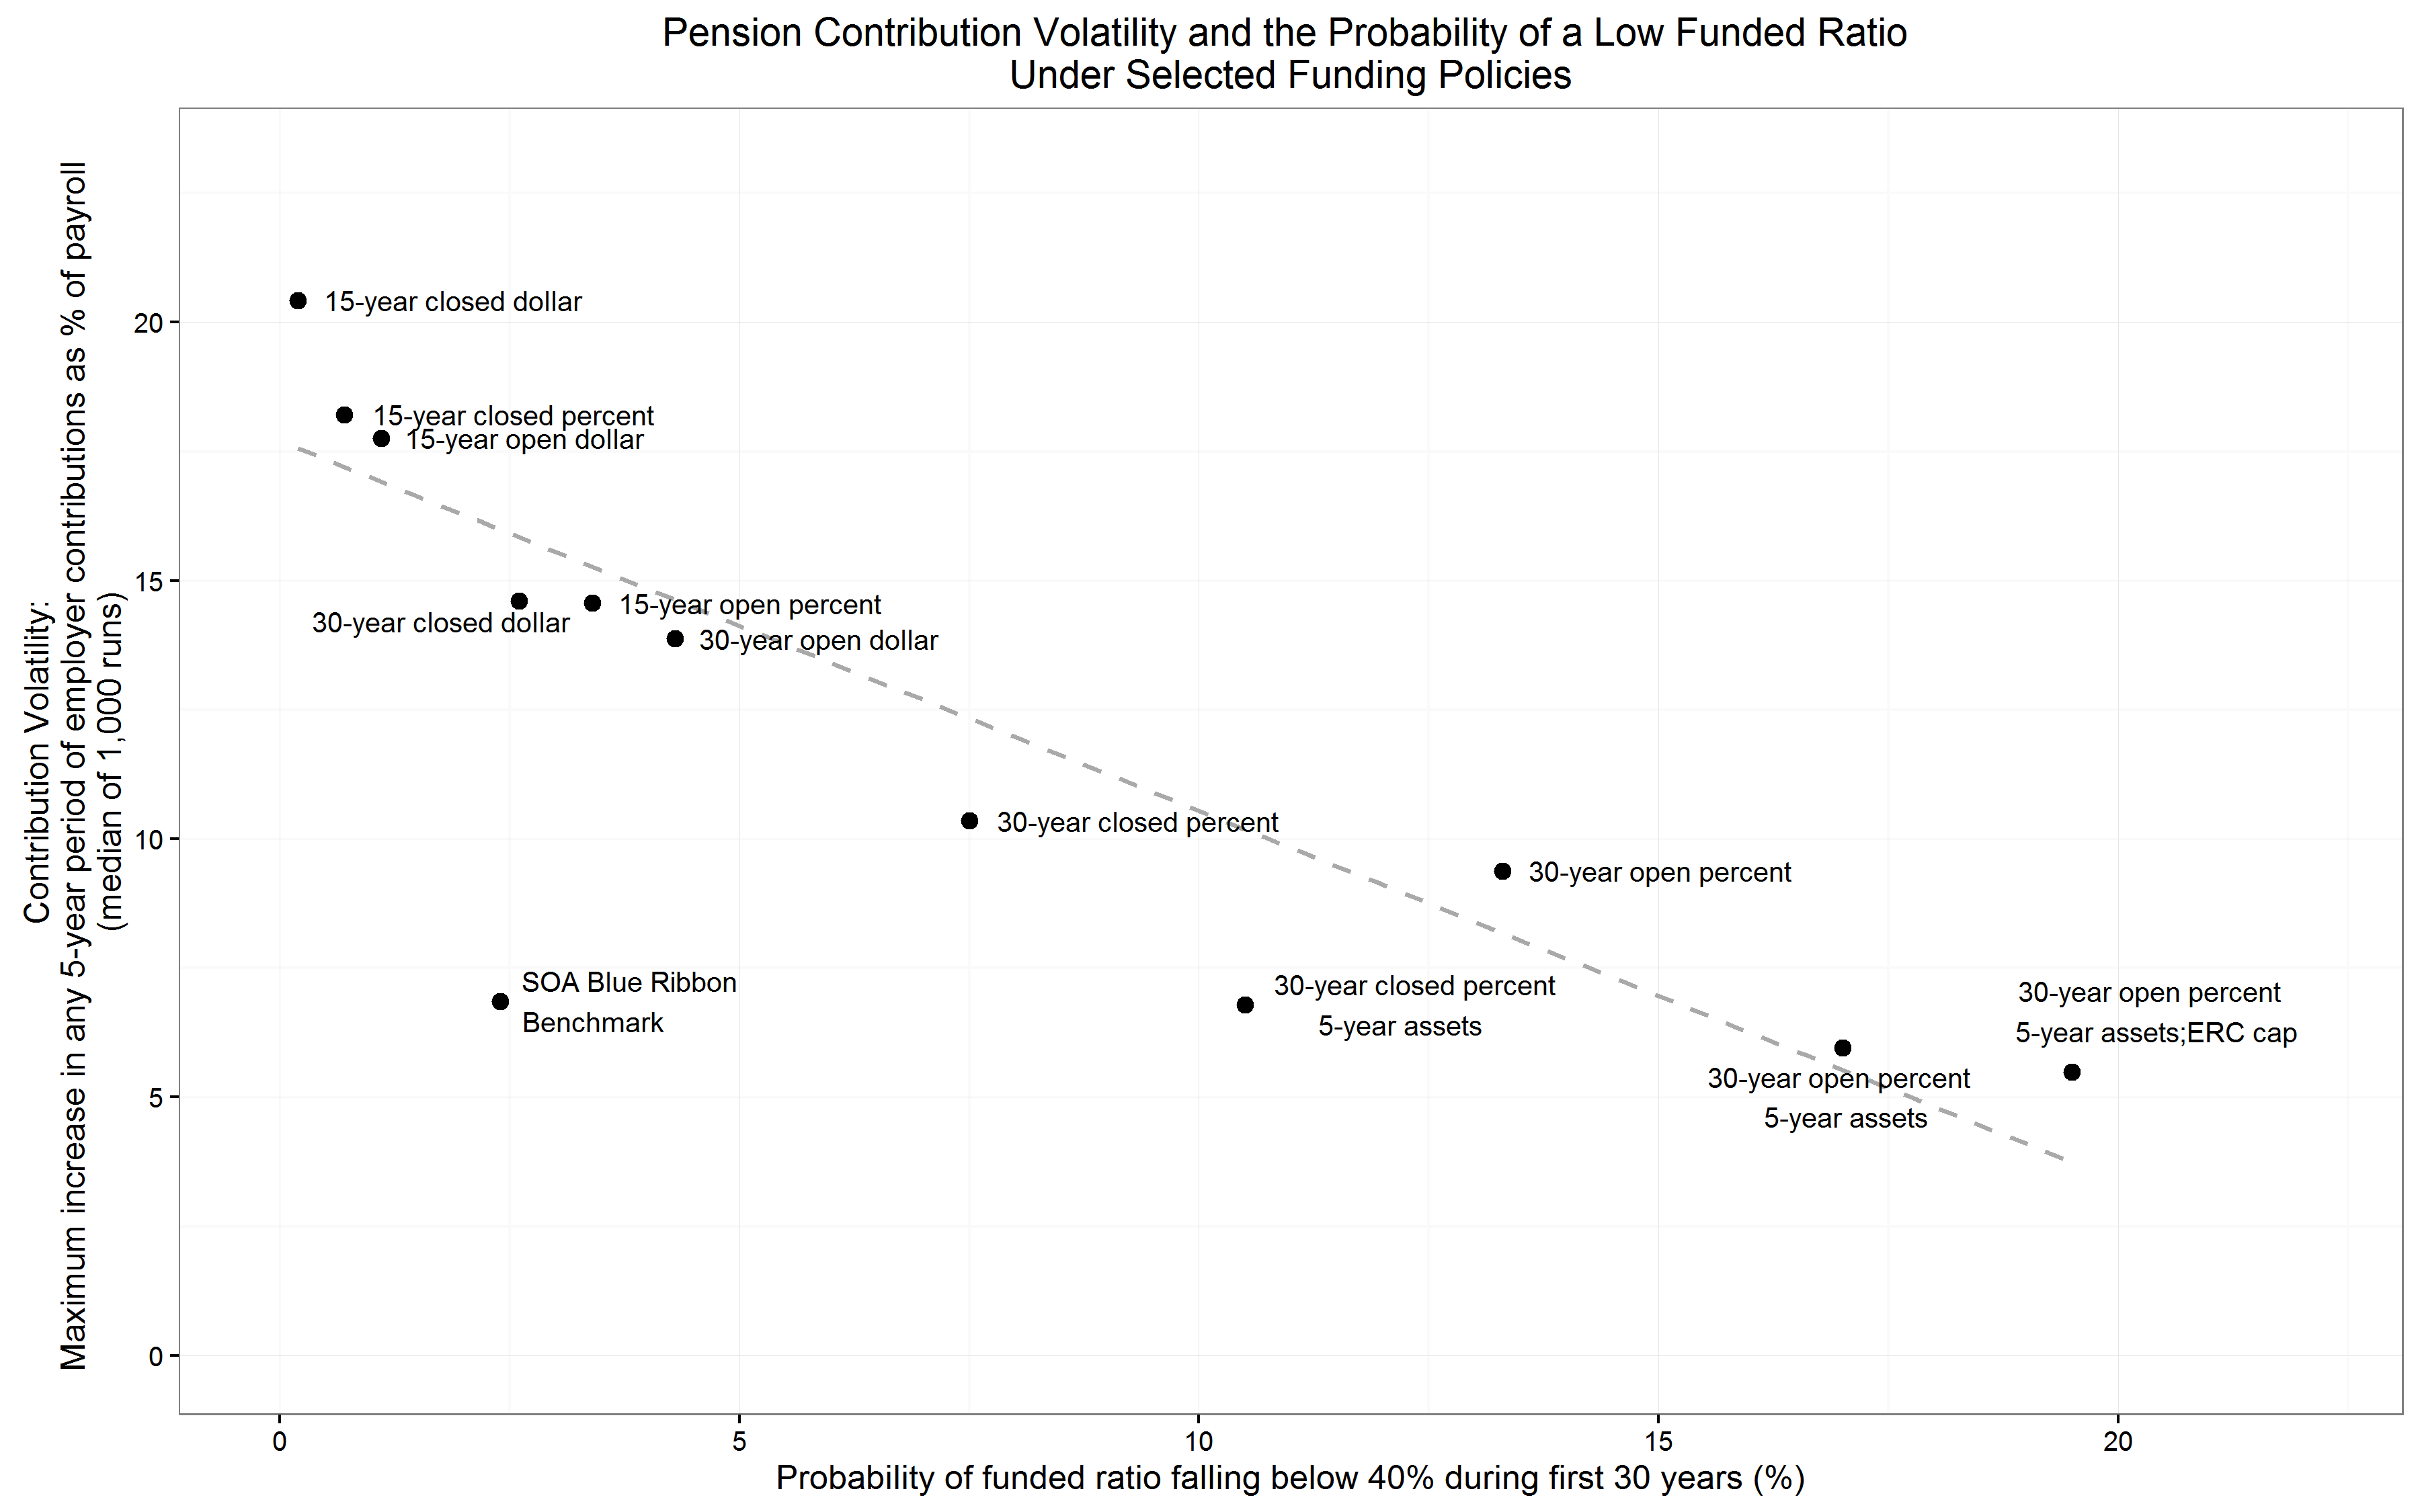 Pension Contribution Volatility and the Probability of a Low Funded Ratio
Under Selected Funding Policies
Contribution Volatility:
Maximum increase in any 5-year period of employer contributions as % of payroll
(median of 1,000 runs)
20
15
10
5
0
15-year closed dollar
15-year closed percent
15-year open dollar
30-year closed dollar
15-year open percent
30-year open dollar
30-year closed percent
30-year open percent
SOA Blue Ribbon
Benchmark
30-year closed percent
5-year assets
30-year open percent
5-year assets
30-year open percent
5-year assets;ERC cap
0
5
10
15
20
Probability of funded ratio falling below 40% during first 30 years (%)